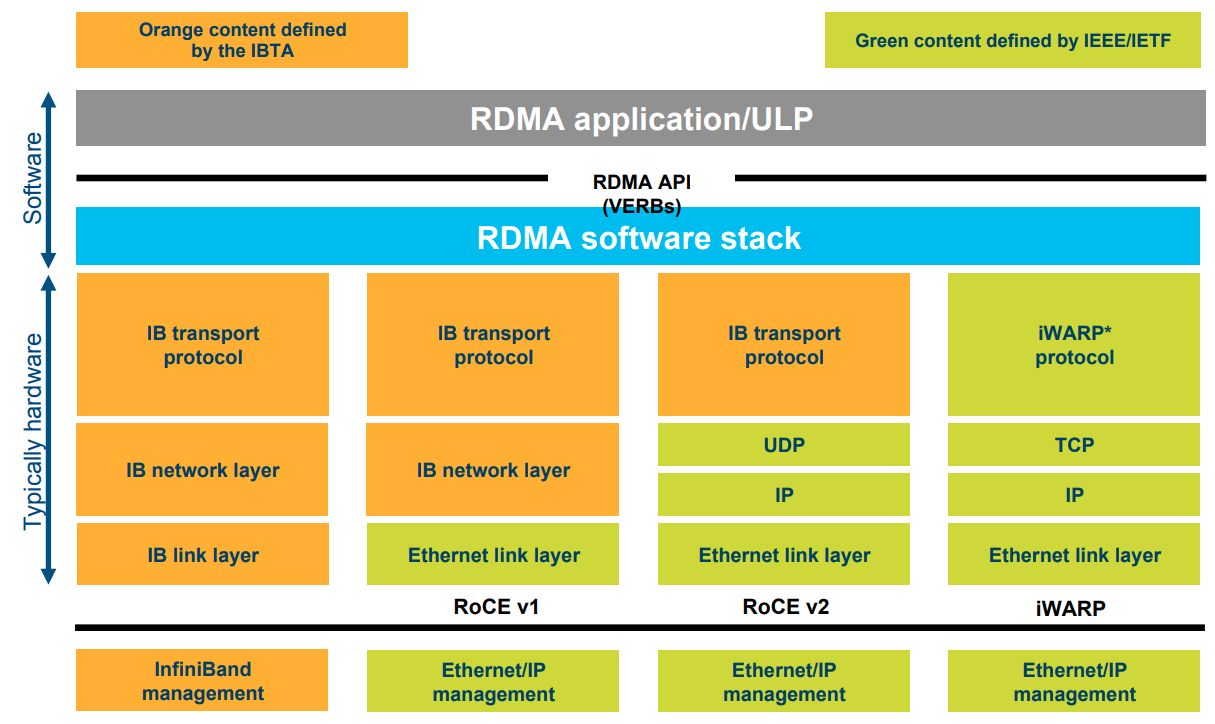 Orange content defined
by the IBTA
Green content defined by IEEE/IETF
RDMA application/ULP
Software
RDMA API
(VERBs)
RDMA software stack
Typically hardware
IB transport
protocol
IB transport
protocol
IB transport
protocol
iWARP*
protocol
IB network layer
IB network layer
UDP
TCP
IP
IP
IB link layer
Ethernet link layer
Ethernet link layer
Ethernet link layer
RoCE v1
RoCE v2
iWARP
InfiniBand
management
Ethernet/IP
management
Ethernet/IP
management
Ethernet/IP
management